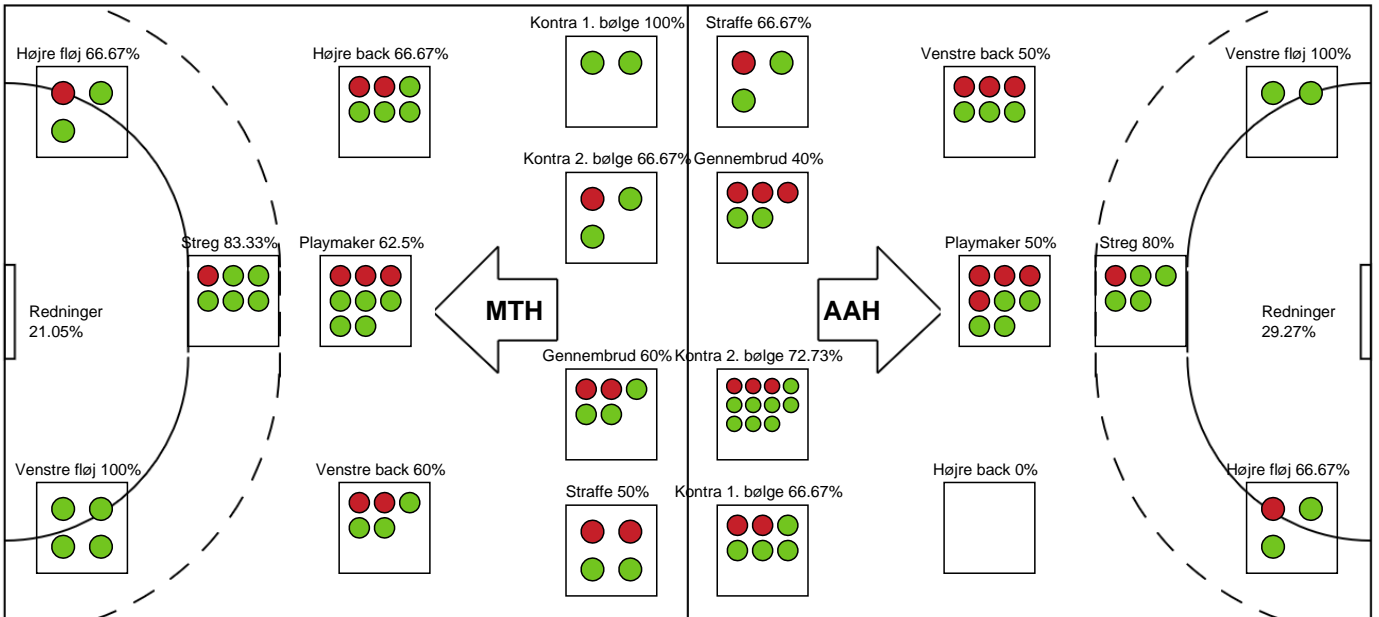 Kontra 1. bølge 100%
Straffe 66.67%
Højre fløj 66.67%
Højre back 66.67%
Venstre back 50%
Venstre fløj 100%
Kontra 2. bølge 66.67%
Gennembrud 40%
Streg 83.33%
Playmaker 62.5%
Playmaker 50%
Streg 80%
MTH
AAH
Redninger
21.05%
Redninger
29.27%
Gennembrud 60%
Kontra 2. bølge 72.73%
Venstre fløj 100%
Venstre back 60%
Højre back 0%
Højre fløj 66.67%
Straffe 50%
Kontra 1. bølge 66.67%